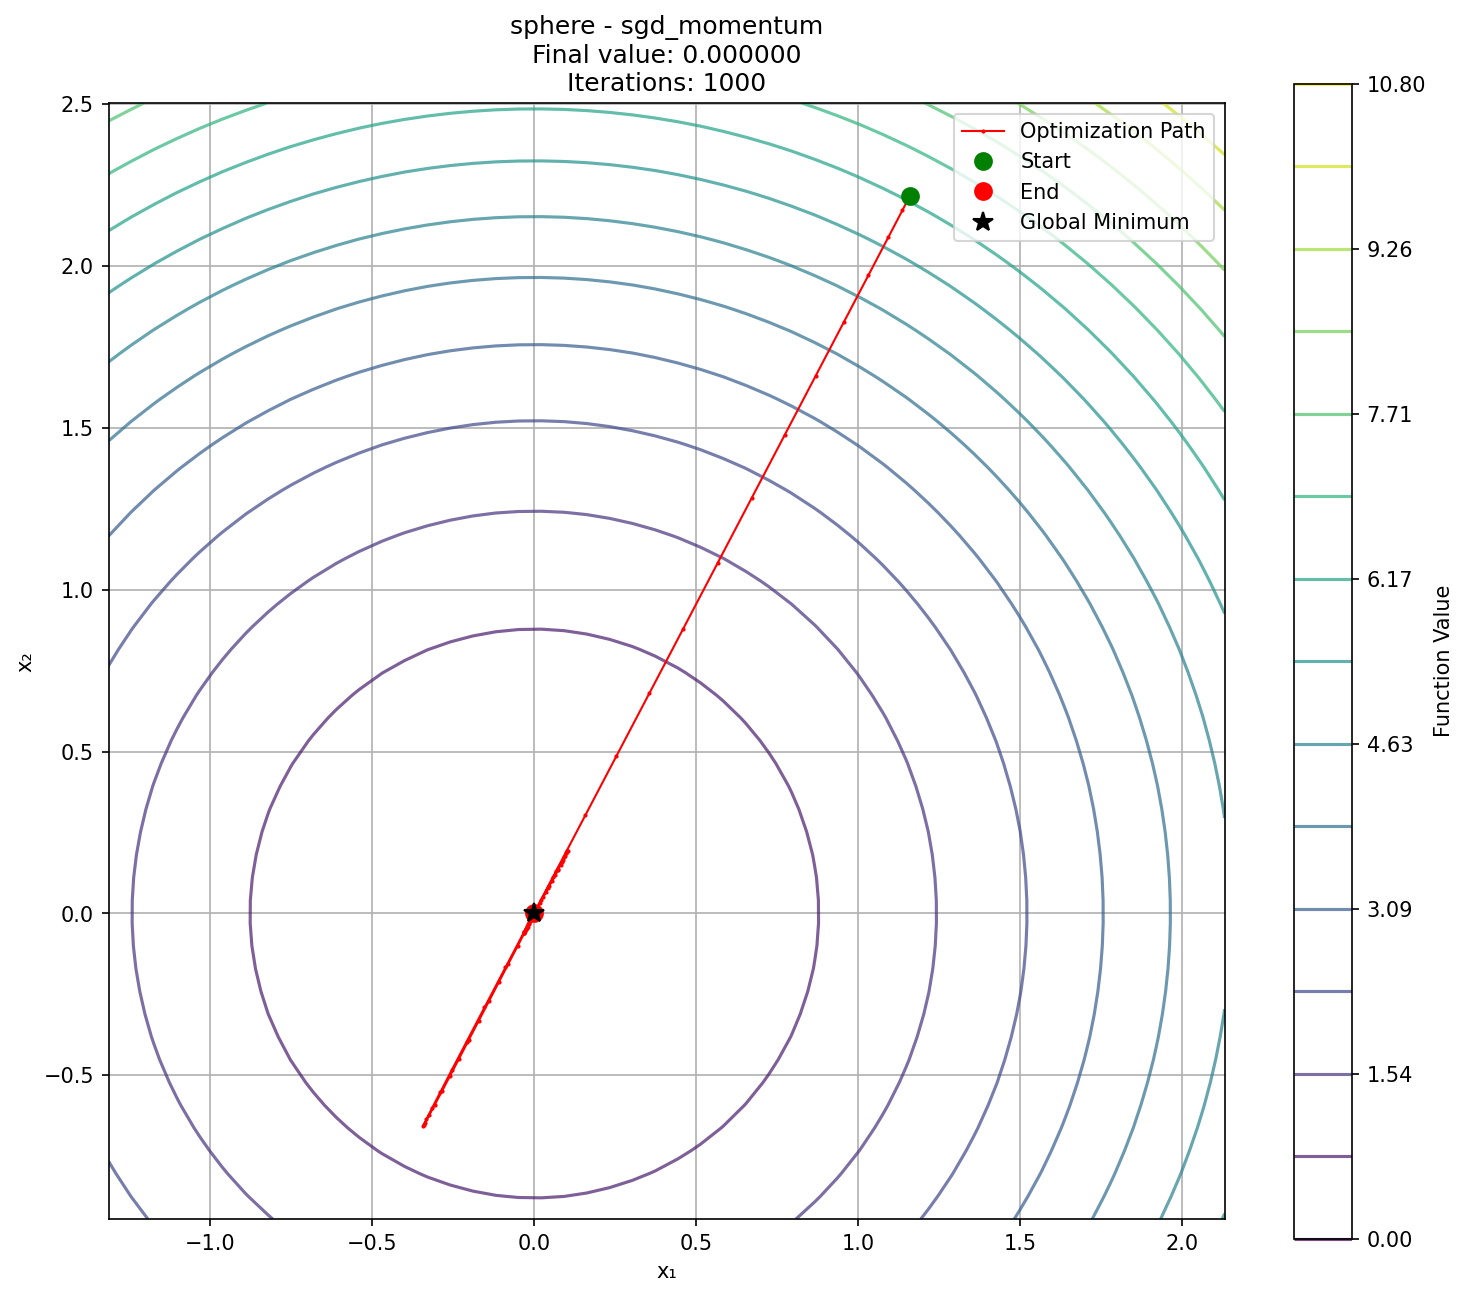 sphere - sgd_momentum
Final value: 0.000000
Iterations: 1000
Optimization Path
Start
End
Global Minimum
2.5
2.0
1.5
1.0
0.5
0.0
−0.5
x₂
−1.0
−0.5
0.0
0.5
1.0
1.5
2.0
x₁
10.80
9.26
7.71
6.17
4.63
3.09
1.54
0.00
Function Value